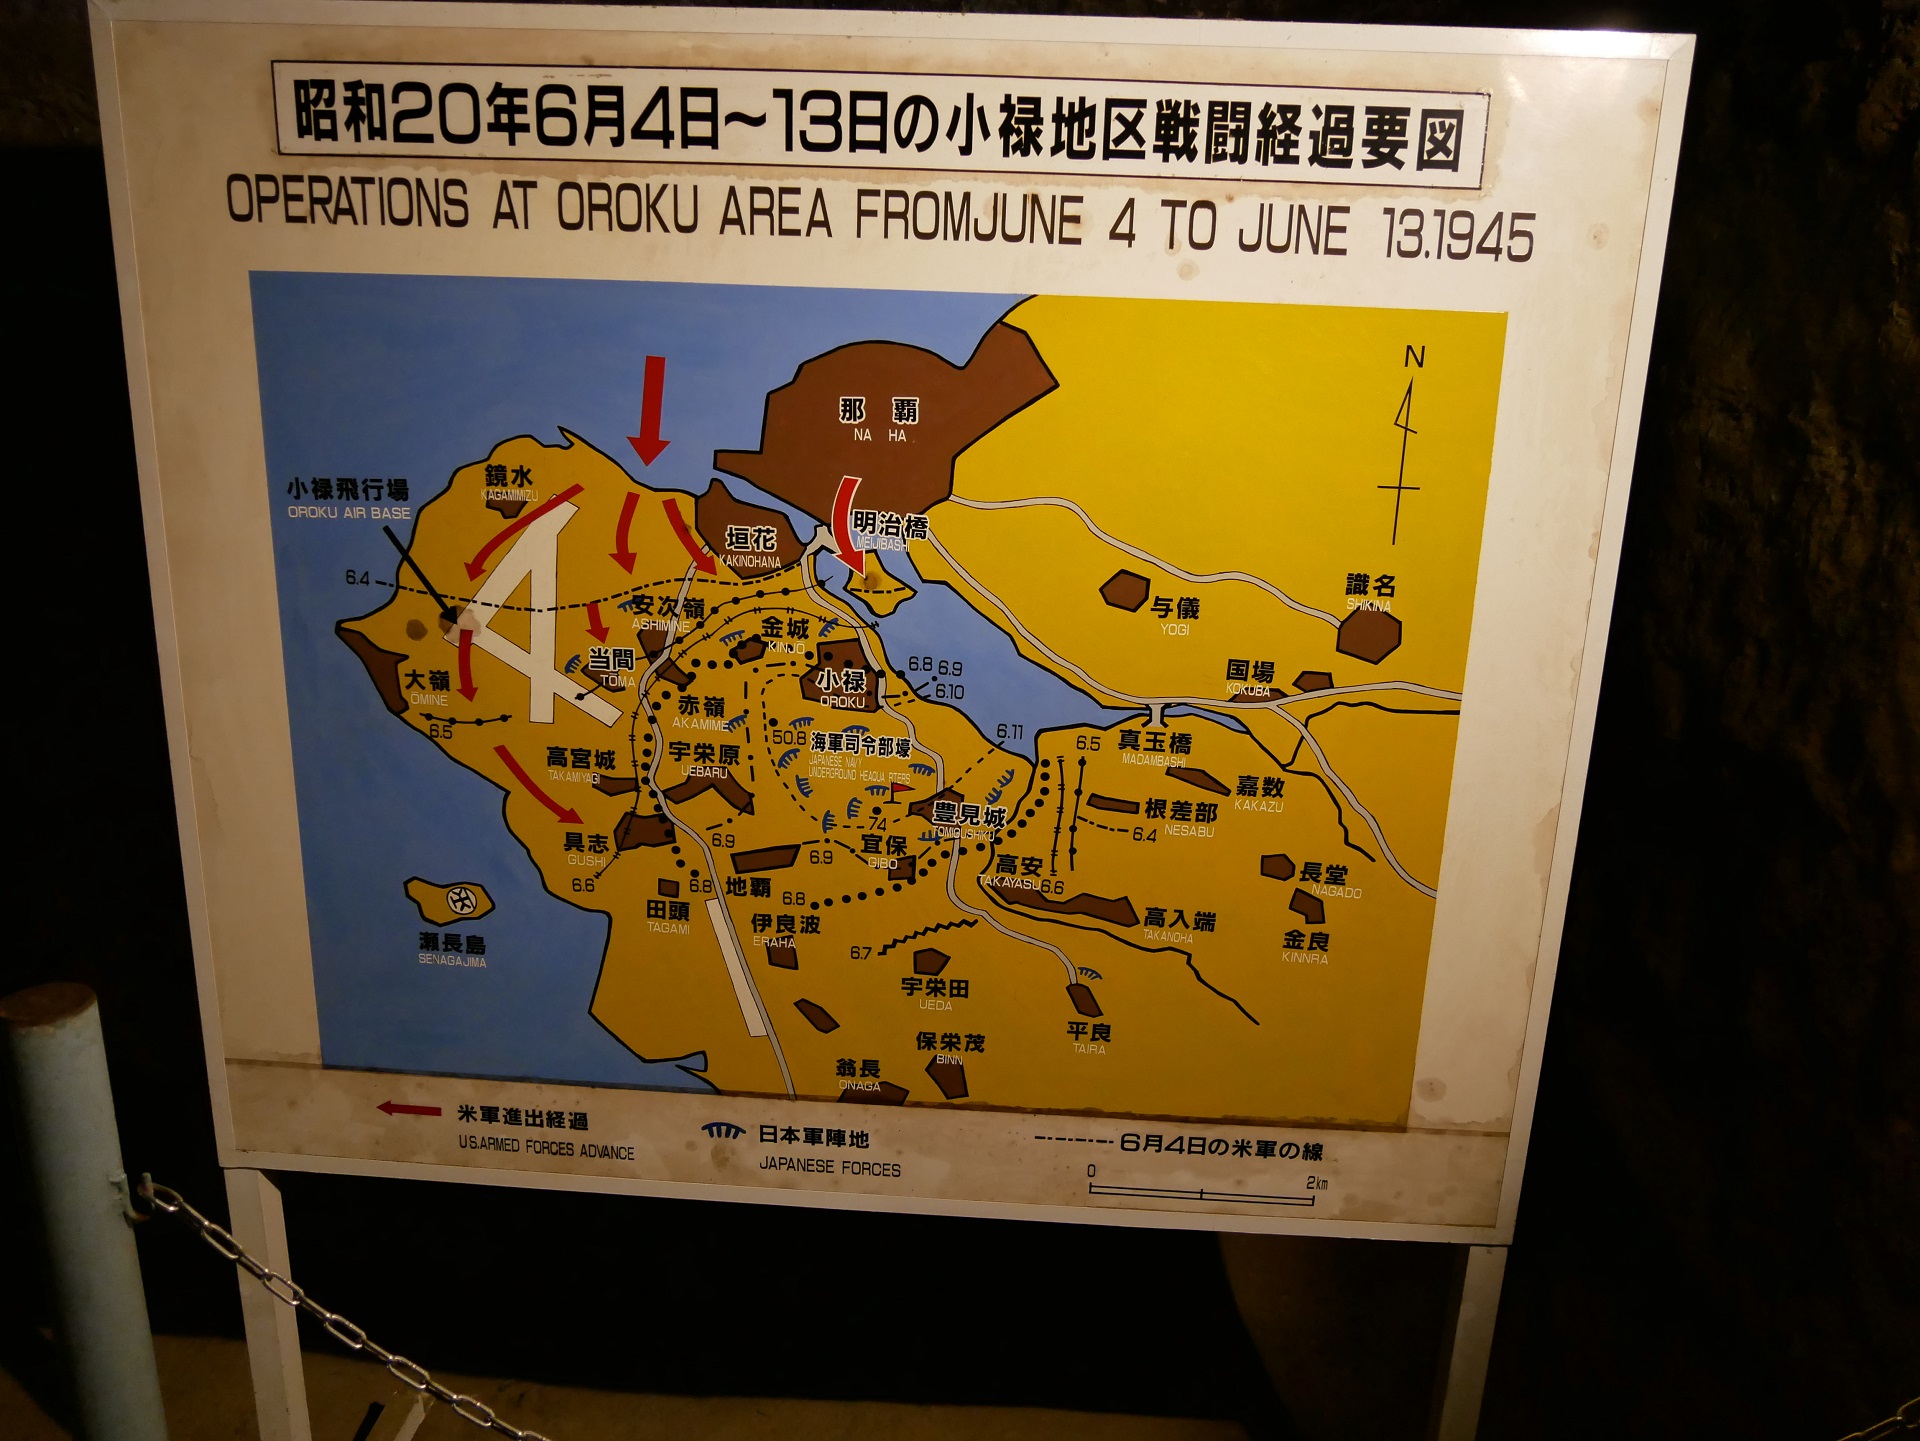 昭和20年6月4日～13日の小禄地区戦闘経過要図
OPERATIONS AT OROKU AREA FROMJUNE 4 TO JUNE 13.1945
N
那 覇
NA HA
鏡水
KAGAMIMIZU
小禄飛行場
OROKU AIR BASE
垣花
KAKINOHANA
明治橋
MEIJIBASHI
6.4
与儀
YOGI
識名
SHIKINA
安次嶺
ASHIMINE
金城
KINJO
当間
TOMA
大嶺
OMINE
6.5
小禄
OROKU
6.8 6.9
6.10
国場
KOKUBA
赤嶺
AKAMIME
50.8
海軍司令部壕
JAPANESE NAVY
UNDERGROUND HEAQUA RTERS
6.11
6.5
真玉橋
MADAMBASHI
高宮城
TAKAMIYAGI
宇栄原
UEBARU
嘉数
KAKAZU
根差部
NESABU
6.4
豊見城
TOMIGUSHIKU
74
具志
GUSHI
6.6
6.9
6.9
宜保
GIBO
高安
TAKAYASU
6.6
長堂
NAGADO
6.8
地覇
6.8
田頭
TAGAMI
伊良波
ERAHA
高入端
TAKANOHA
金良
KINNRA
瀬長島
SENAGAJIMA
6.7
宇栄田
UEDA
平良
TAIRA
保栄茂
BINN
翁長
ONAGA
米軍進出経過
U.S.ARMED FORCES ADVANCE
日本軍陣地
JAPANESE FORCES
6月4日の米軍の線
0 2km